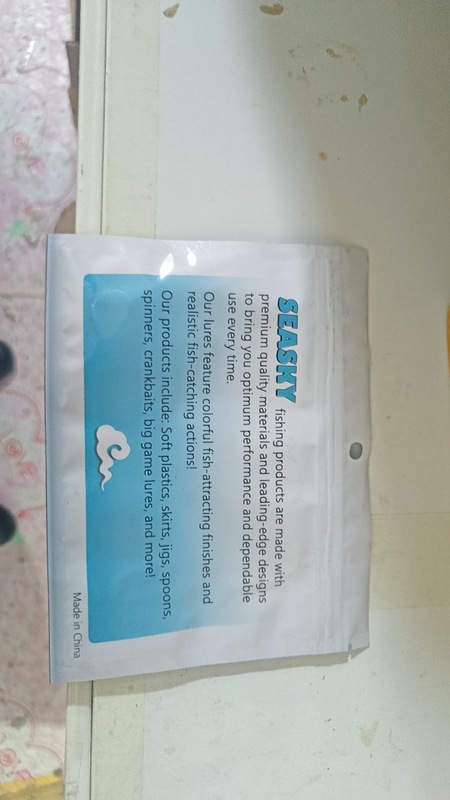 SEASKY fishing products are made with
premium quality materials and leading-edge designs
to bring you optimum performance and dependable
use every time.
Our lures feature colorful fish-attracting finishes and
realistic fish-catching actions!
Our products include: Soft plastics, skirts, jigs, spoons,
spinners, crankbaits, big game lures, and more!
Made in China